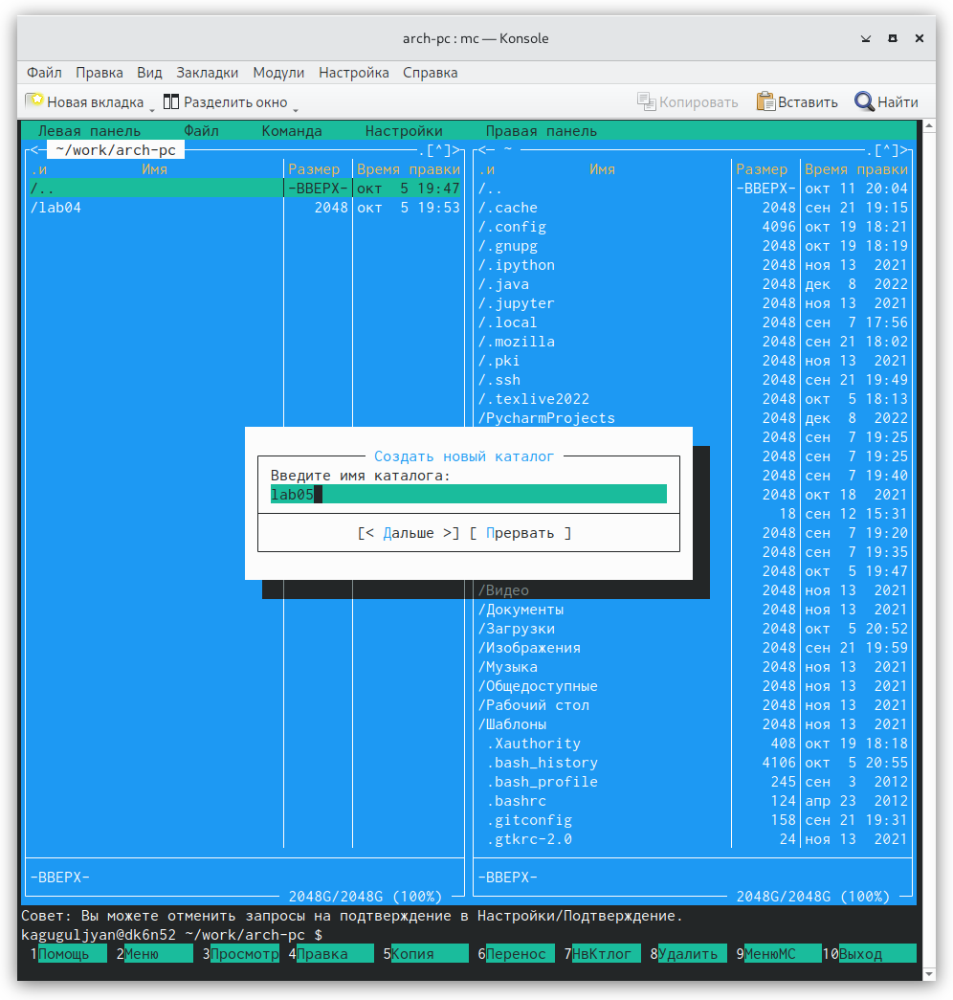 arch-pc : mc — Konsole
Файл Правка Вид Закладки Модули Настройка Справка
Новая вкладка Разделить окно Копировать Вставить Найти
Левая панель Файл Команда Настройки Правая панель
<— ~/work/arch-pc .[^]> <— ~ .[^]>
.и Имя Размер Время правки .и Имя Размер Время правки
/.. -ВВЕРХ- окт 5 19:47 /.. -ВВЕРХ- окт 11 20:04
/lab04 2048 окт 5 19:53 /.cache 2048 сен 21 19:15
/.config 4096 окт 19 18:21
/.gnupg 2048 окт 19 18:19
/.ipython 2048 ноя 13 2021
/.java 2048 дек 8 2022
/.jupyter 2048 ноя 13 2021
/.local 2048 сен 7 17:56
/.mozilla 2048 сен 21 18:02
/.pki 2048 ноя 13 2021
/.ssh 2048 сен 21 19:49
/.texlive2022 2048 окт 5 18:13
/PycharmProjects 2048 дек 8 2022
2048 сен 7 19:25
Создать новый каталог 2048 сен 7 19:25
Введите имя каталога: 2048 сен 7 19:40
lab05 2048 окт 18 2021
18 сен 12 15:31
[< Дальше >] [ Прервать ] 2048 сен 7 19:20
2048 сен 7 19:35
2048 окт 5 19:47
/Видео 2048 ноя 13 2021
/Документы 2048 ноя 13 2021
/Загрузки 2048 окт 5 20:52
/Изображения 2048 сен 21 19:59
/Музыка 2048 ноя 13 2021
/Общедоступные 2048 ноя 13 2021
/Рабочий стол 2048 ноя 13 2021
/Шаблоны 2048 ноя 13 2021
.Xauthority 408 окт 19 18:18
.bash_history 4106 окт 5 20:55
.bash_profile 245 сен 3 2012
.bashrc 124 апр 23 2012
.gitconfig 158 сен 21 19:31
.gtkrc-2.0 24 ноя 13 2021
-ВВЕРХ- -ВВЕРХ-
2048G/2048G (100%) 2048G/2048G (100%)
Совет: Вы можете отменить запросы на подтверждение в Настройки/Подтверждение.
kaguguljyan@dk6n52 ~/work/arch-pc $
1Помощь 2Меню 3Просмотр 4Правка 5Копия 6Перенос 7НвКтлог 8Удалить 9МенюMC 10Выход